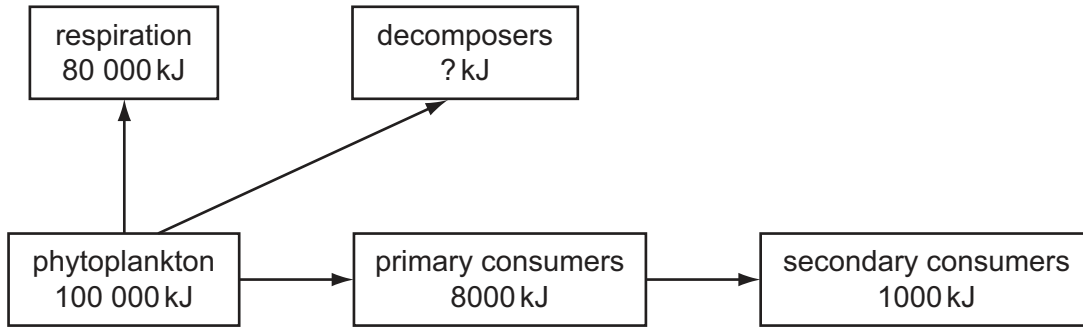 respiration
80 000 kJ
decomposers
? kJ
phytoplankton
100 000 kJ
primary consumers
8000 kJ
secondary consumers
1000 kJ